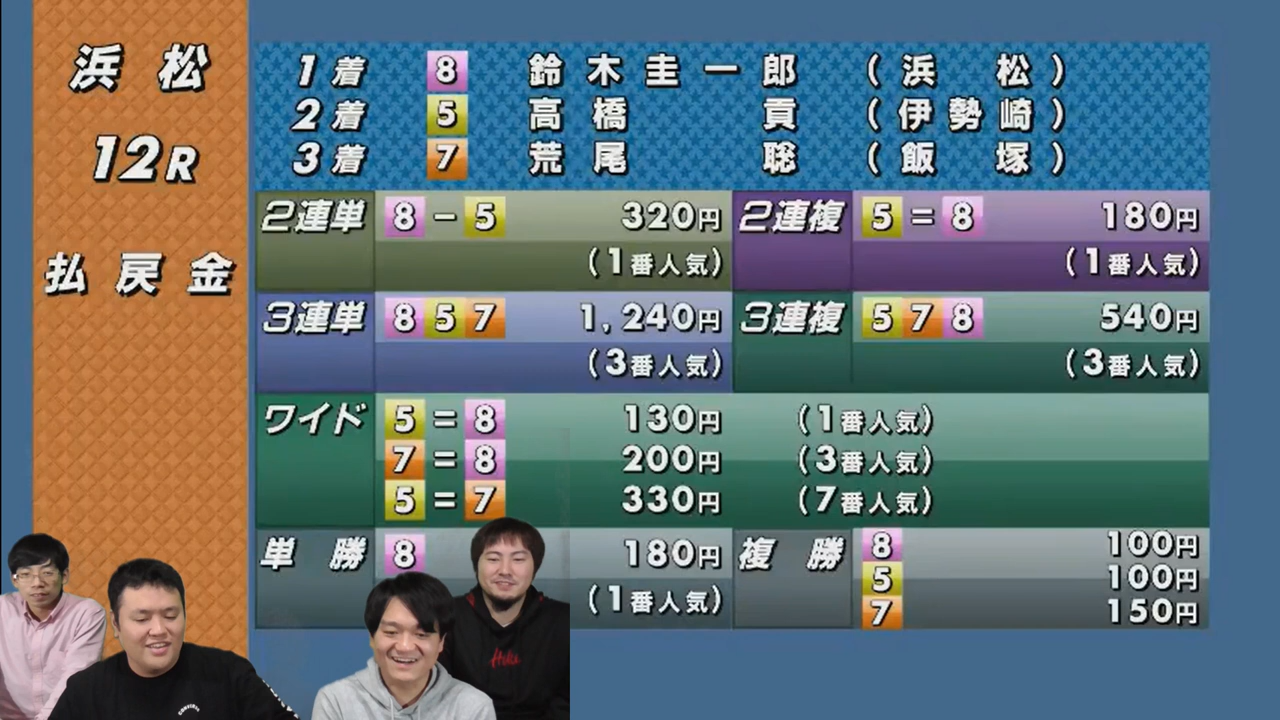 浜松
12R
払戻金
1着 8 鈴木圭一郎 (浜松)
2着 5 高橋貢 (伊勢崎)
3着 7 荒尾聡 (飯塚)
2連単 8-5 320円 2連複 5=8 180円
(1番人気) (1番人気)
3連単 8 5 7 1,240円 3連複 5 7 8 540円
(3番人気) (3番人気)
ワイド 5=8 130円 (1番人気)
7=8 200円 (3番人気)
5=7 330円 (7番人気)
単勝 8 180円 (1番人気)
複勝 8 100円
5 100円
7 150円
CONVERSE